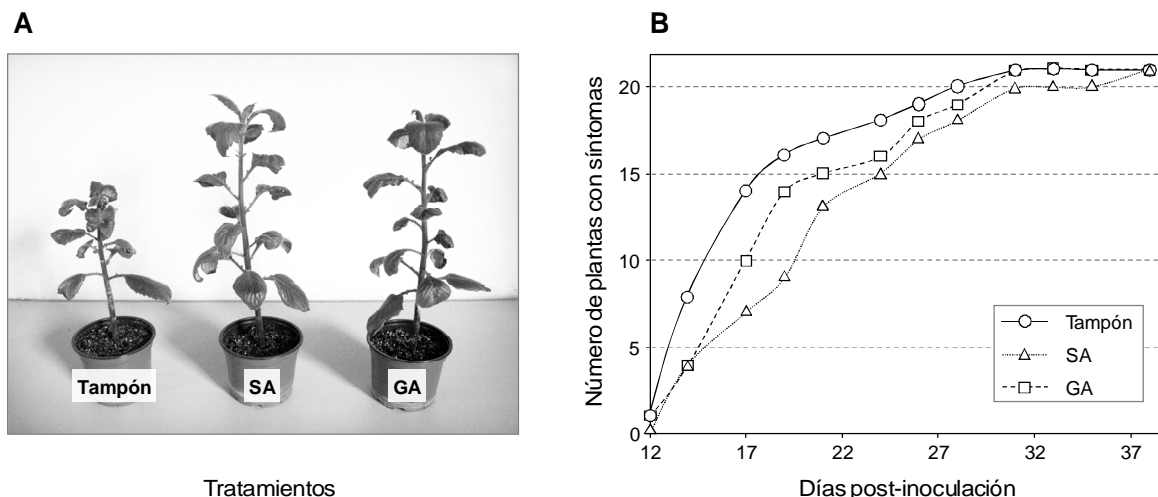 A
Tampón
SA
GA
Tratamientos
B
Número de plantas con síntomas
20
15
10
5
0
12
17
22
27
32
37
Días post-inoculación
Tampón
SA
GA